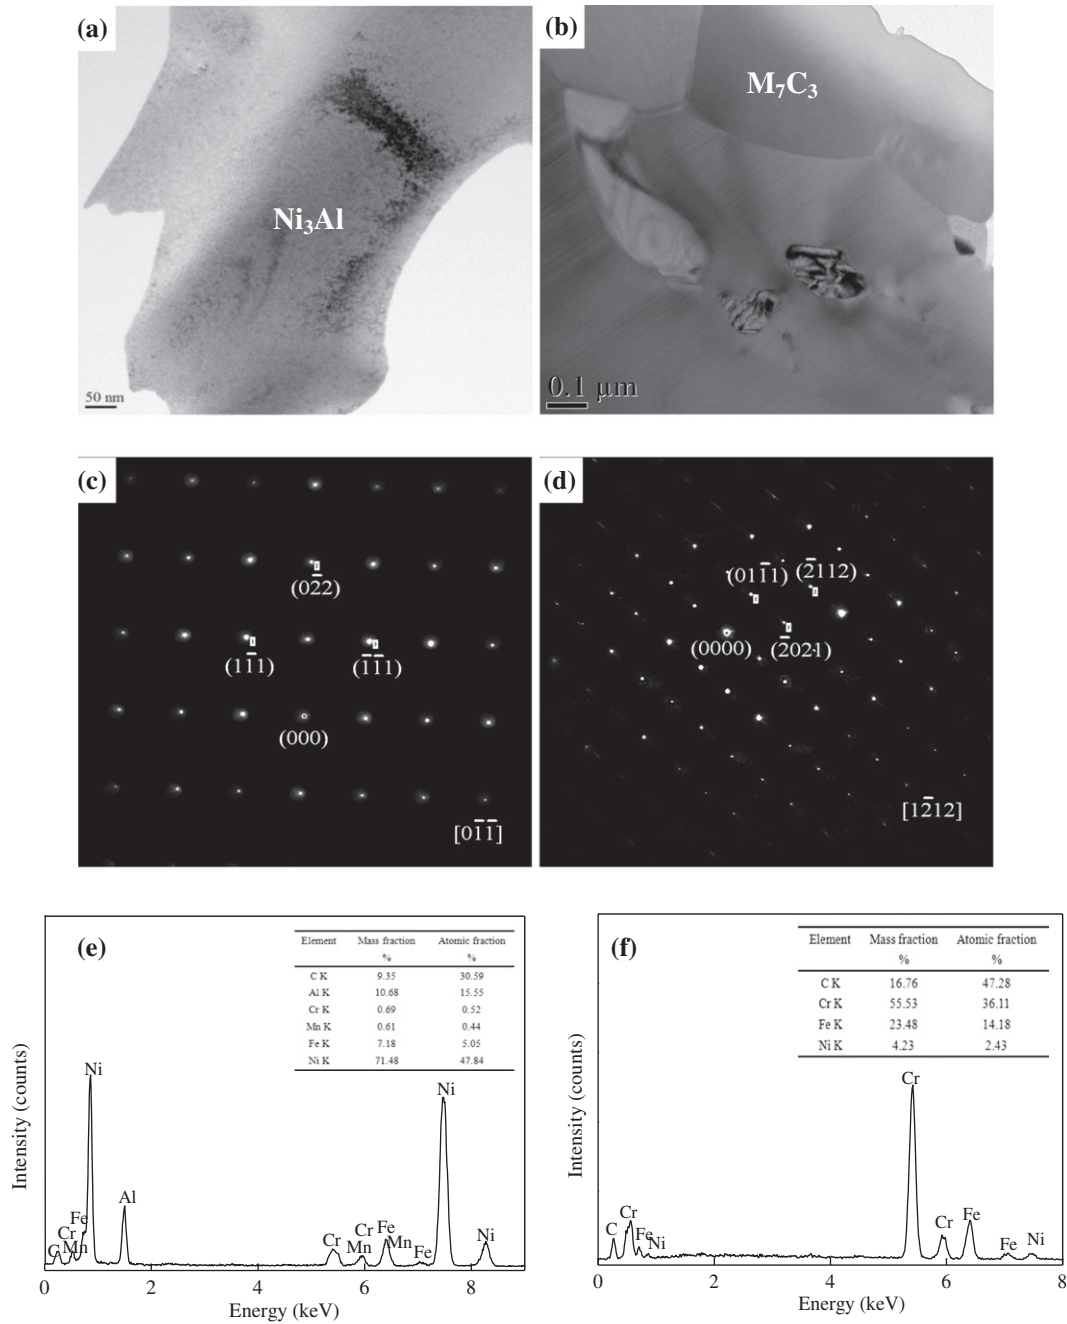 (a)
Ni₃Al
50 nm
(b)
M₇C₃
0.1 µm
(c)
(02̅2)
(11̅1)
(1̅1̅1)
(000)
[01̅1̅]
(d)
(011̅1)
(2̅112)
(0000)
(2̅02-1)
[12̅12]
(e)
Element Mass fraction % Atomic fraction %
C K 9.35 30.59
Al K 10.68 15.55
Cr K 0.69 0.52
Mn K 0.61 0.44
Fe K 7.18 5.05
Ni K 71.48 47.84
Ni
Ni
Al
Fe
Cr
C
Mn
Cr
Cr
Mn
Fe
Mn
Fe
Ni
Intensity (counts)
0 2 4 6 8
Energy (keV)
(f)
Element Mass fraction % Atomic fraction %
C K 16.76 47.28
Cr K 55.53 36.11
Fe K 23.48 14.18
Ni K 4.23 2.43
Cr
C
Cr
Fe
Ni
Cr
Fe
Fe
Ni
Intensity (counts)
0 2 4 6 8
Energy (keV)